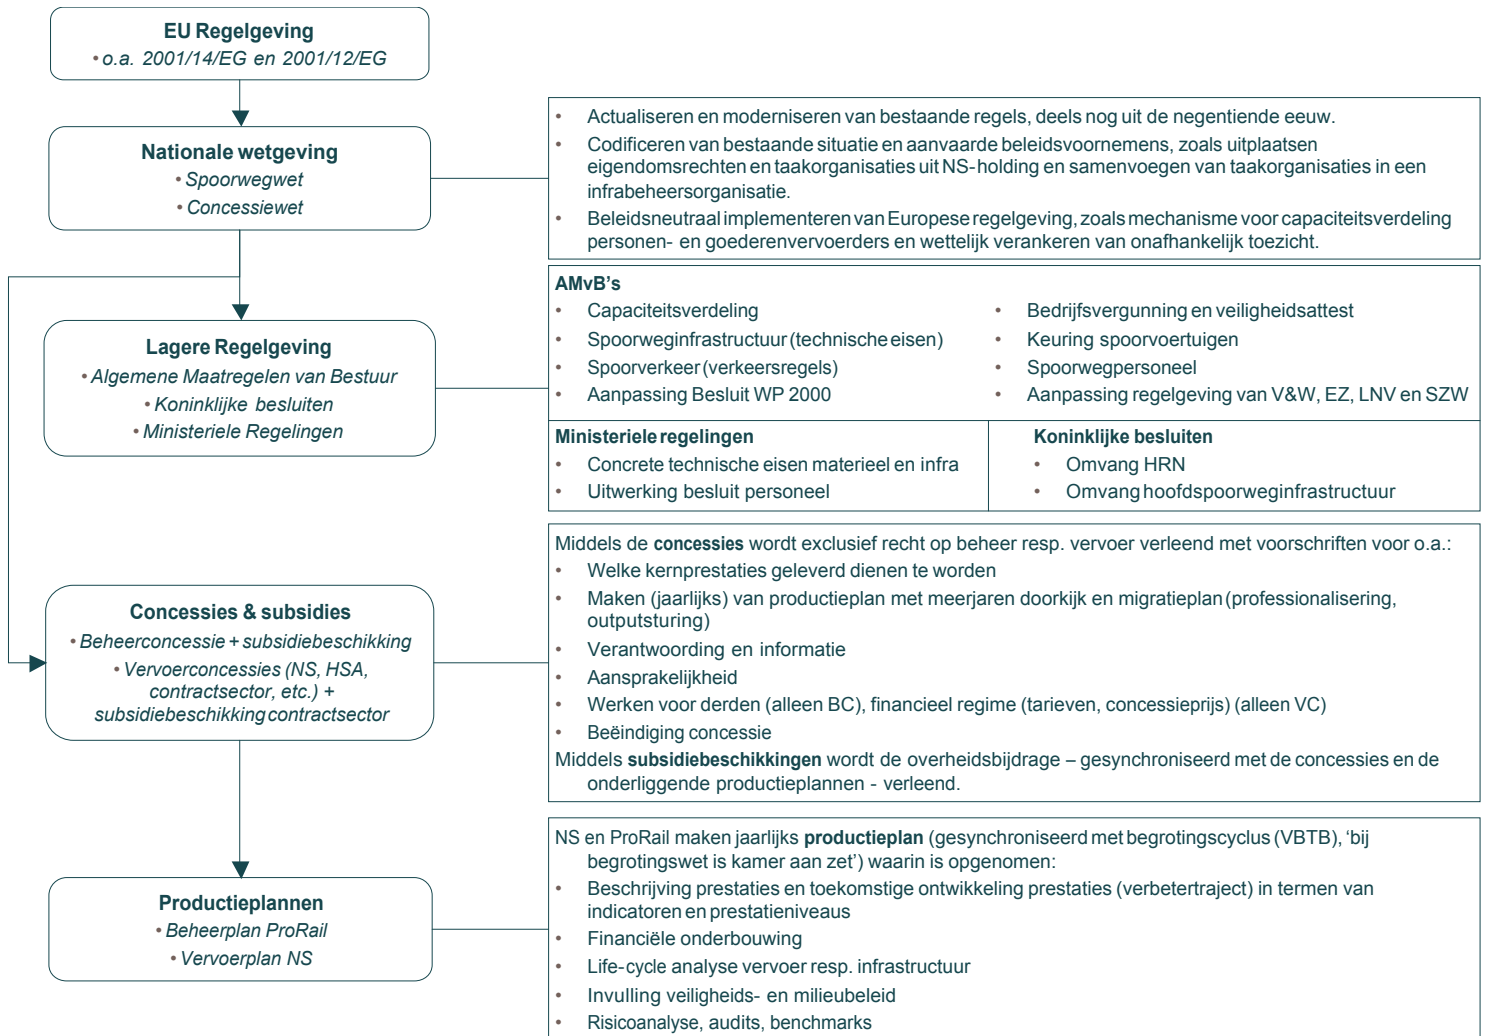 EU Regelgeving
• o.a. 2001/14/EG en 2001/12/EG
Nationale wetgeving
• Spoorwegwet
• Concessiewet
• Actualiseren en moderniseren van bestaande regels, deels nog uit de negentiende eeuw.
• Codificeren van bestaande situatie en aanvaarde beleidsvoornemens, zoals uitplaatsen
eigendomsrechten en taakorganisaties uit NS-holding en samenvoegen van taakorganisaties in een
infrabeheersorganisatie.
• Beleidsneutraal implementeren van Europese regelgeving, zoals mechanisme voor capaciteitsverdeling
personen- en goederenvervoerders en wettelijk verankeren van onafhankelijk toezicht.
Lagere Regelgeving
• Algemene Maatregelen van Bestuur
• Koninklijke besluiten
• Ministeriele Regelingen
AMvB's
• Capaciteitsverdeling
• Spoorweginfrastructuur (technische eisen)
• Spoorverkeer (verkeersregels)
• Aanpassing Besluit WP 2000
• Bedrijfsvergunning en veiligheidsattest
• Keuring spoorvoertuigen
• Spoorwegpersoneel
• Aanpassing regelgeving van V&W, EZ, LNV en SZW
Ministeriele regelingen
• Concrete technische eisen materieel en infra
• Uitwerking besluit personeel
Koninklijke besluiten
• Omvang HRN
• Omvang hoofdspoorweginfrastructuur
Concessies & subsidies
• Beheerconcessie + subsidiebeschikking
• Vervoerconcessies (NS, HSA,
contractsector, etc.) +
subsidiebeschikking contractsector
Middels de concessies wordt exclusief recht op beheer resp. vervoer verleend met voorschriften voor o.a.:
• Welke kernprestaties geleverd dienen te worden
• Maken (jaarlijks) van productieplan met meerjaren doorkijk en migratieplan (professionalisering,
outputsturing)
• Verantwoording en informatie
• Aansprakelijkheid
• Werken voor derden (alleen BC), financieel regime (tarieven, concessieprijs) (alleen VC)
• Beëindiging concessie
Middels subsidiebeschikkingen wordt de overheidsbijdrage – gesynchroniseerd met de concessies en de
onderliggende productieplannen - verleend.
Productieplannen
• Beheerplan ProRail
• Vervoerplan NS
NS en ProRail maken jaarlijks productieplan (gesynchroniseerd met begrotingscyclus (VBTB), 'bij
begrotingswet is kamer aan zet') waarin is opgenomen:
• Beschrijving prestaties en toekomstige ontwikkeling prestaties (verbetertraject) in termen van
indicatoren en prestatieniveaus
• Financiële onderbouwing
• Life-cycle analyse vervoer resp. infrastructuur
• Invulling veiligheids- en milieubeleid
• Risicoanalyse, audits, benchmarks